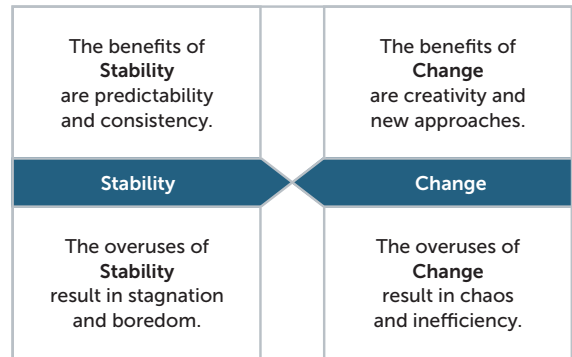 The benefits of
Stability
are predictability
and consistency.
The benefits of
Change
are creativity and
new approaches.
Stability
Change
The overuses of
Stability
result in stagnation
and boredom.
The overuses of
Change
result in chaos
and inefficiency.